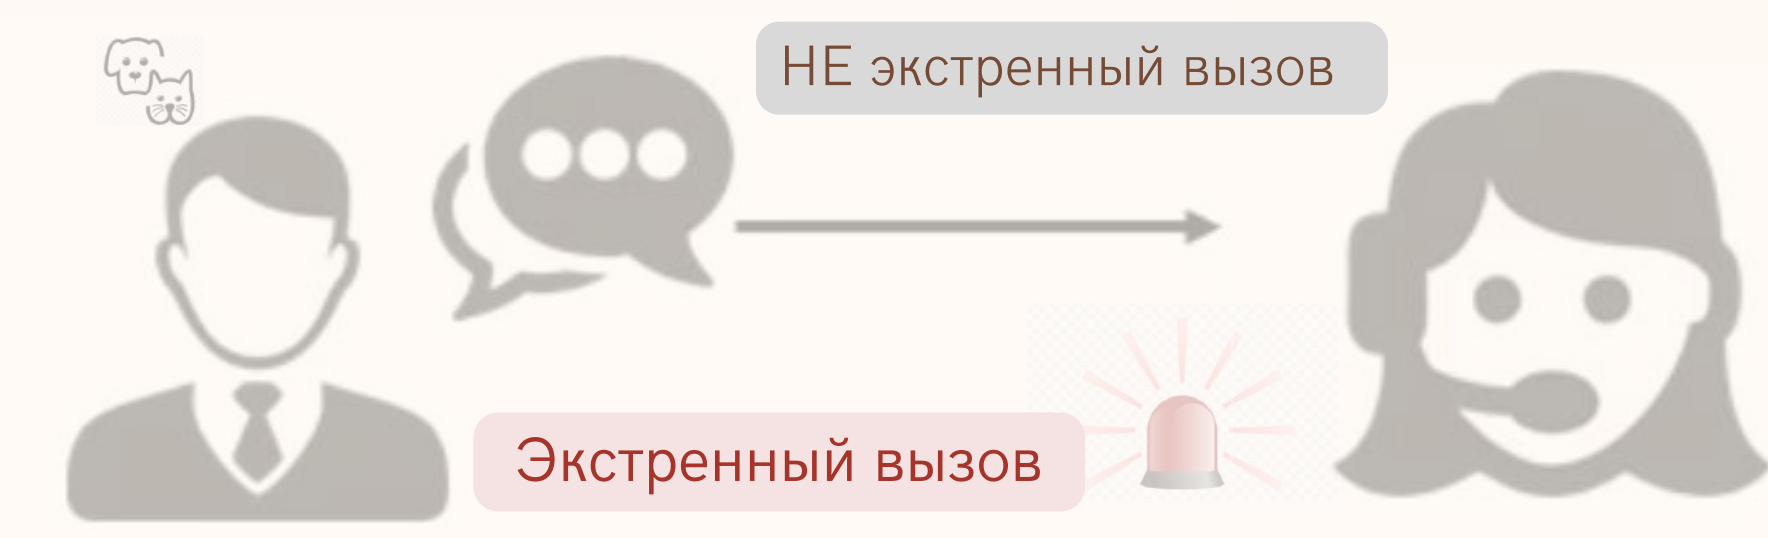 НЕ экстренный вызов
Экстренный вызов